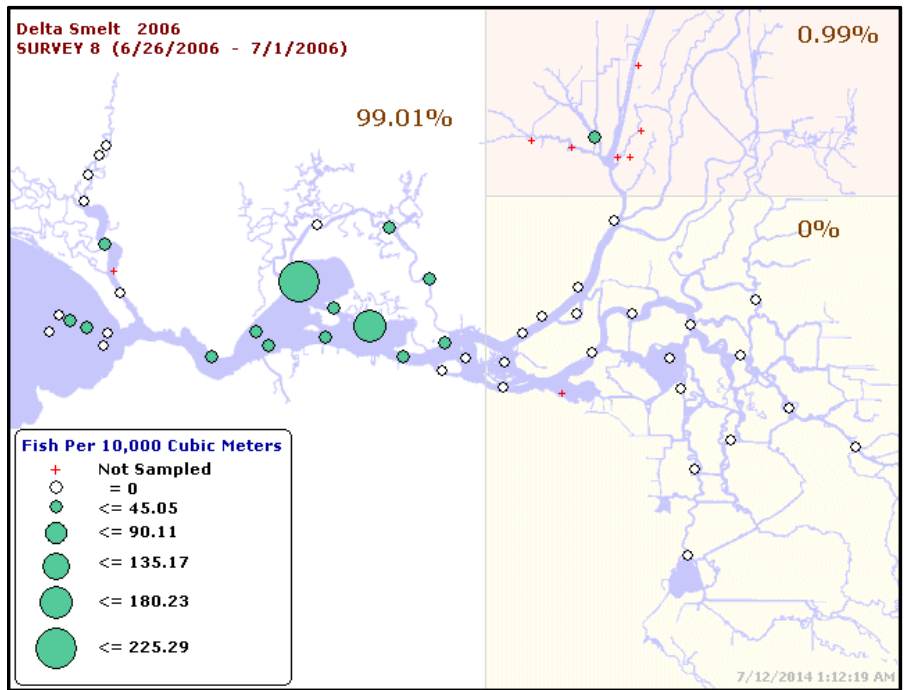 Delta Smelt 2006
SURVEY 8 (6/26/2006 - 7/1/2006)
99.01%
0.99%
0%
Fish Per 10,000 Cubic Meters
Not Sampled
= 0
<= 45.05
<= 90.11
<= 135.17
<= 180.23
<= 225.29
7/12/2014 1:12:19 AM